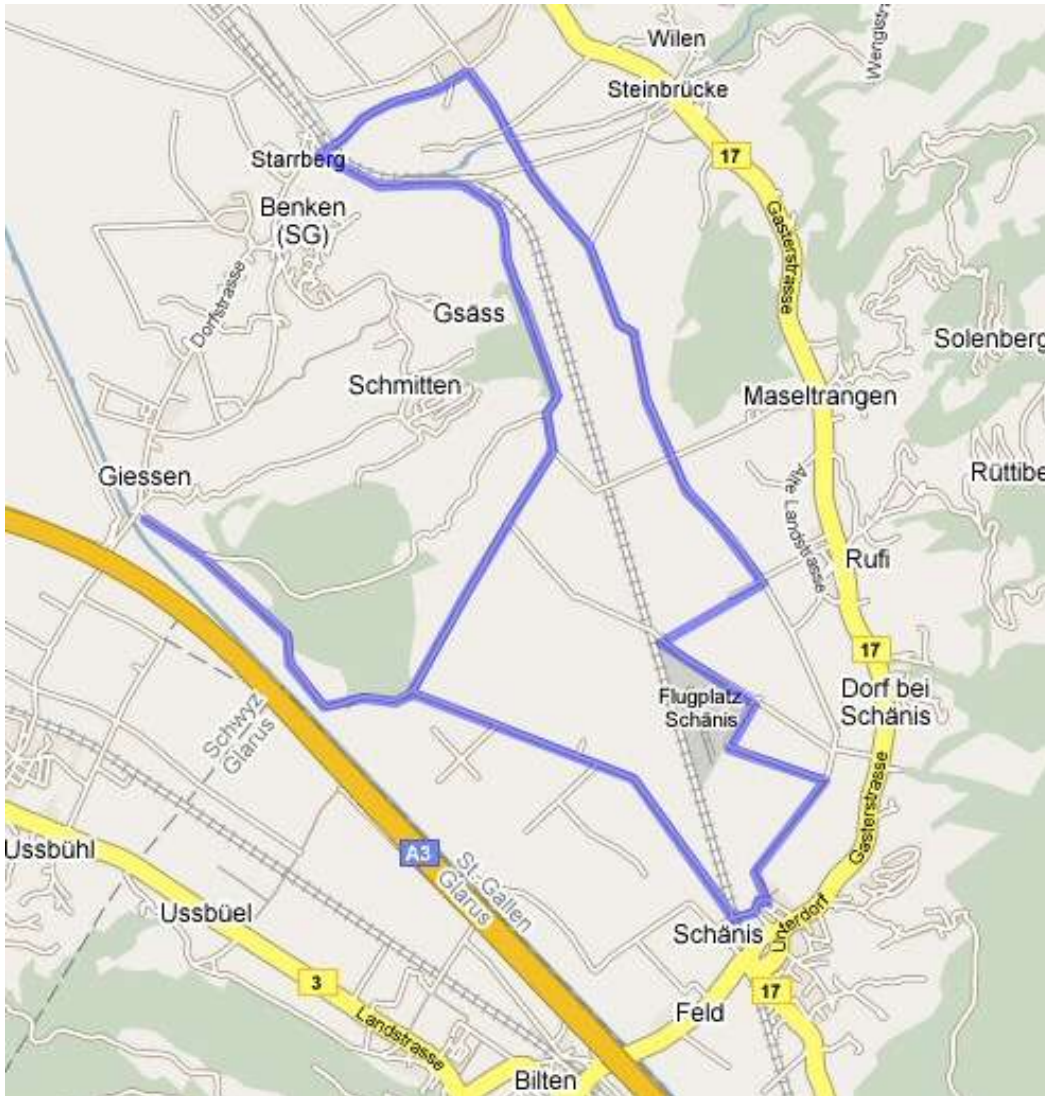 Wilen
Wengistr
Steinbrücke
17
Starrberg
Benken
(SG)
Gasterstrasse
Dorfstrasse
Gsäss
Solenberg
Schmitten
Maseltrangen
Giessen
Alte Landstrasse
Rüttibe
Rufi
17
Flugplatz
Schänis
Dorf bei
Schänis
Schwyz
Glarus
Gasterstrasse
Ussbühl
A3
St. Gallen
Glarus
Ussbüel
Unterdorf
Schänis
3
17
Feld
Landstrasse
Bilten